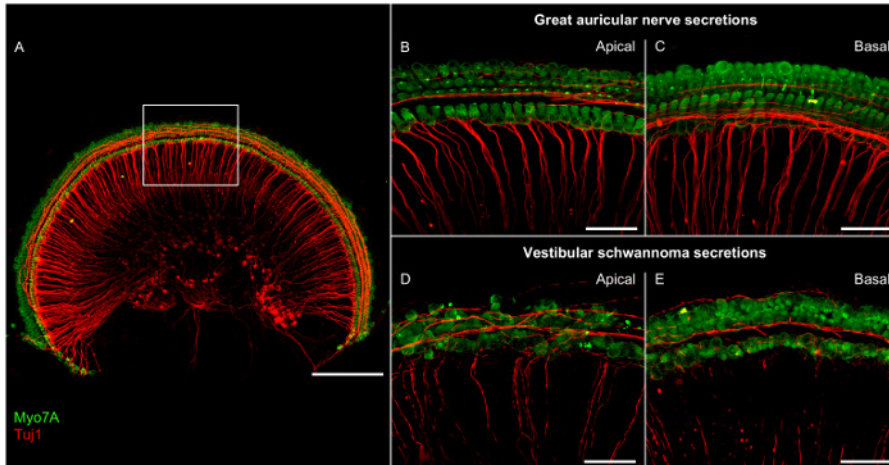 Great auricular nerve secretions
A
B
Apical
C
Basal
Vestibular schwannoma secretions
D
Apical
E
Basal
Myo7A
Tuj1